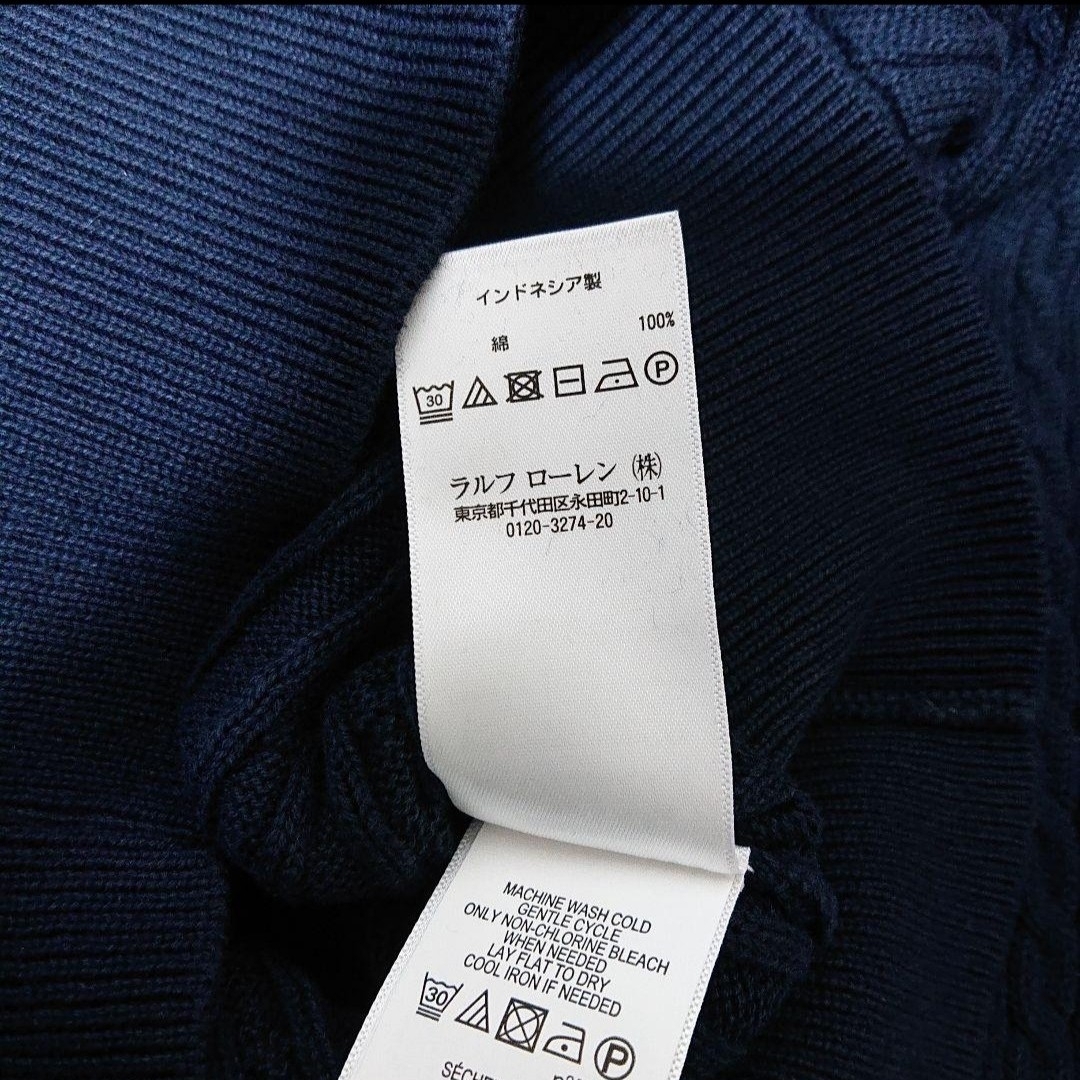 インドネシア製
綿 100%
30 P
ラルフ ローレン (株)
東京都千代田区永田町2-10-1
0120-3274-20
MACHINE WASH COLD
GENTLE CYCLE
ONLY NON-CHLORINE BLEACH
WHEN NEEDED
LAY FLAT TO DRY
COOL IRON IF NEEDED
30 P